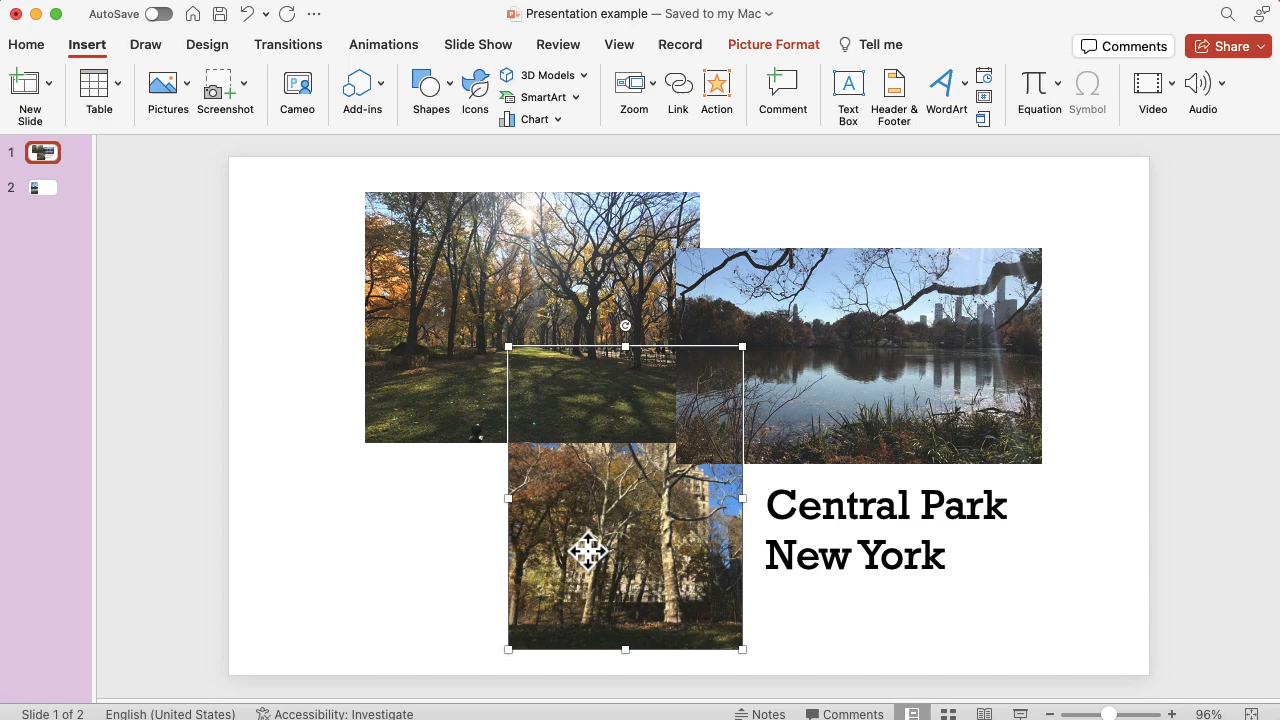 AutoSave
Presentation example — Saved to my Mac
Home Insert Draw Design Transitions Animations Slide Show Review View Record Picture Format Tell me Comments Share
New Slide
Table
Pictures
Screenshot
Cameo
Add-ins
Shapes
Icons
3D Models
SmartArt
Chart
Zoom
Link
Action
Comment
Text Box
Header & Footer
WordArt
Equation
Symbol
Video
Audio
1
2
Central Park
New York
Slide 1 of 2 English (United States) Accessibility: Investigate Notes Comments 96%